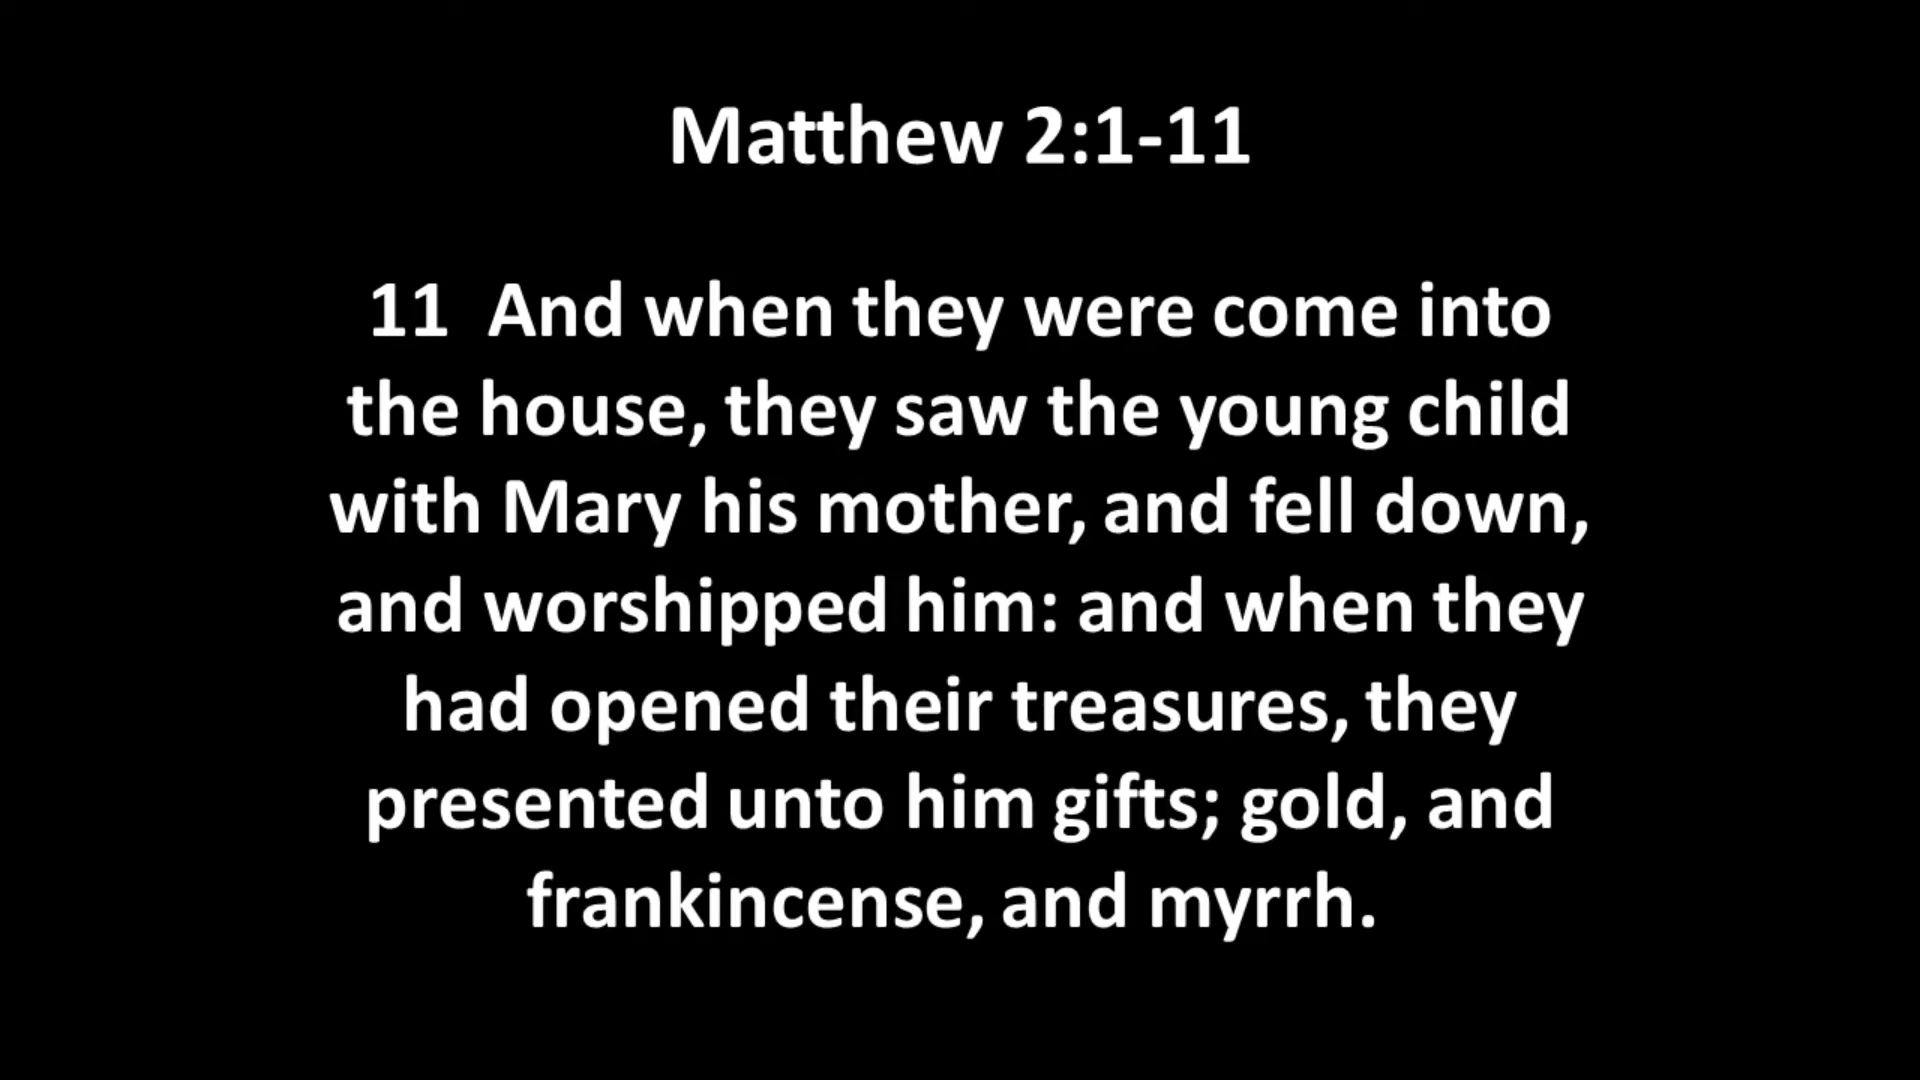 Matthew 2:1-11
11  And when they were come into
the house, they saw the young child
with Mary his mother, and fell down,
and worshipped him: and when they
had opened their treasures, they
presented unto him gifts; gold, and
frankincense, and myrrh.